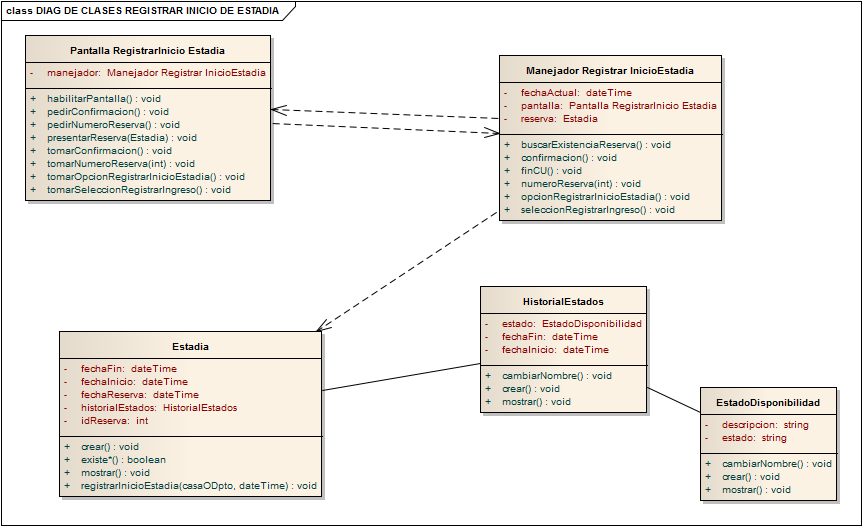 class DIAG DE CLASES REGISTRAR INICIO DE ESTADIA
Pantalla RegistrarInicio Estadia
- manejador: Manejador Registrar InicioEstadia
+ habilitarPantalla() : void
+ pedirConfirmacion() : void
+ pedirNumeroReserva() : void
+ presentarReserva(Estadia) : void
+ tomarConfirmacion() : void
+ tomarNumeroReserva(int) : void
+ tomarOpcionRegistrarInicioEstadia() : void
+ tomarSeleccionRegistrarIngreso() : void
Manejador Registrar InicioEstadia
- fechaActual: dateTime
- pantalla: Pantalla RegistrarInicio Estadia
- reserva: Estadia
+ buscarExistenciaReserva() : void
+ confirmacion() : void
+ finCU() : void
+ numeroReserva(int) : void
+ opcionRegistrarInicioEstadia() : void
+ seleccionRegistrarIngreso() : void
HistorialEstados
- estado: EstadoDisponibilidad
- fechaFin: dateTime
- fechaInicio: dateTime
+ cambiarNombre() : void
+ crear() : void
+ mostrar() : void
Estadia
- fechaFin: dateTime
- fechaInicio: dateTime
- fechaReserva: dateTime
- historialEstados: HistorialEstados
- idReserva: int
+ crear() : void
+ existe*() : boolean
+ mostrar() : void
+ registrarInicioEstadia(casaODpto, dateTime) : void
EstadoDisponibilidad
- descripcion: string
- estado: string
+ cambiarNombre() : void
+ crear() : void
+ mostrar() : void